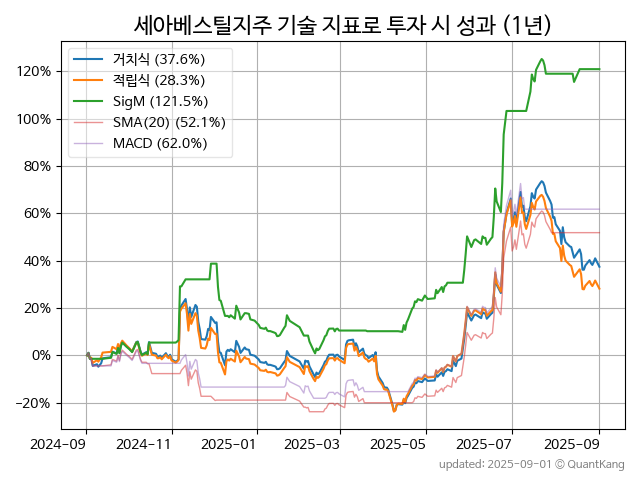 세아베스틸지주 기술 지표로 투자 시 성과 (1년)
거치식 (37.6%)
적립식 (28.3%)
SigM (121.5%)
SMA(20) (52.1%)
MACD (62.0%)
120%
100%
80%
60%
40%
20%
0%
−20%
2024-09
2024-11
2025-01
2025-03
2025-05
2025-07
2025-09
updated: 2025-09-01 © QuantKang